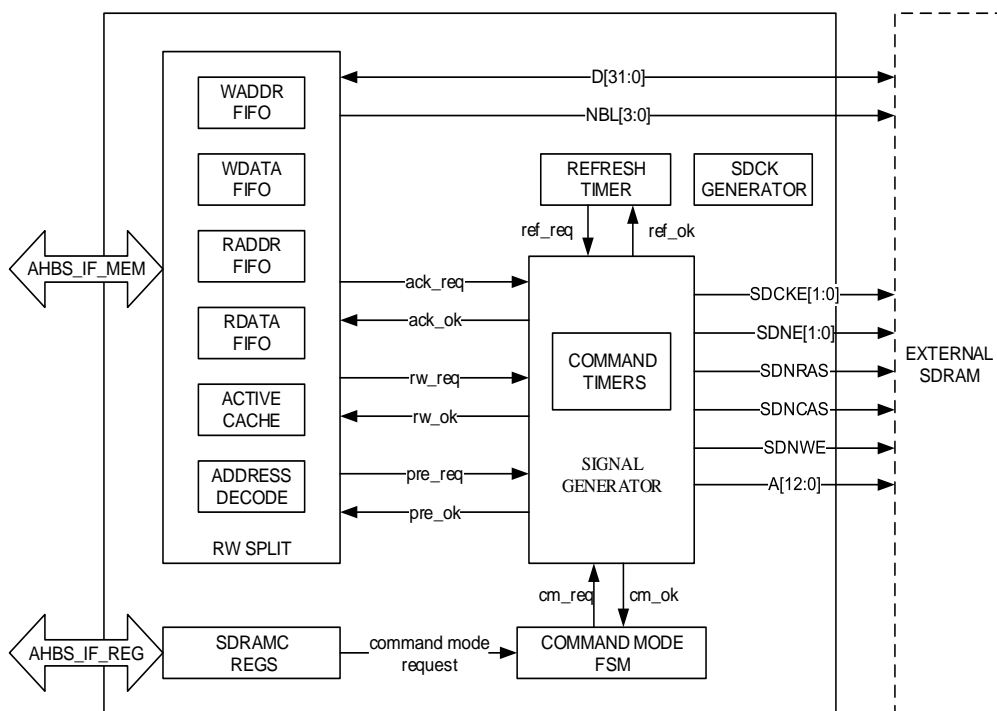 D[31:0]
WADDR
FIFO
NBL[3:0]
WDATA
FIFO
REFRESH
TIMER
SDCK
GENERATOR
ref_req
ref_ok
RADDR
FIFO
AHBS_IF_MEM
ack_req
SDCKE[1:0]
ack_ok
RDATA
FIFO
SDNE[1:0]
COMMAND
TIMERS
EXTERNAL
SDRAM
rw_req
SDNRAS
ACTIVE
CACHE
rw_ok
SDNCAS
SDNWE
ADDRESS
DECODE
pre_req
SIGNAL
GENERATOR
A[12:0]
pre_ok
RW SPLIT
cm_req
cm_ok
AHBS_IF_REG
SDRAMC
REGS
command mode
request
COMMAND MODE
FSM